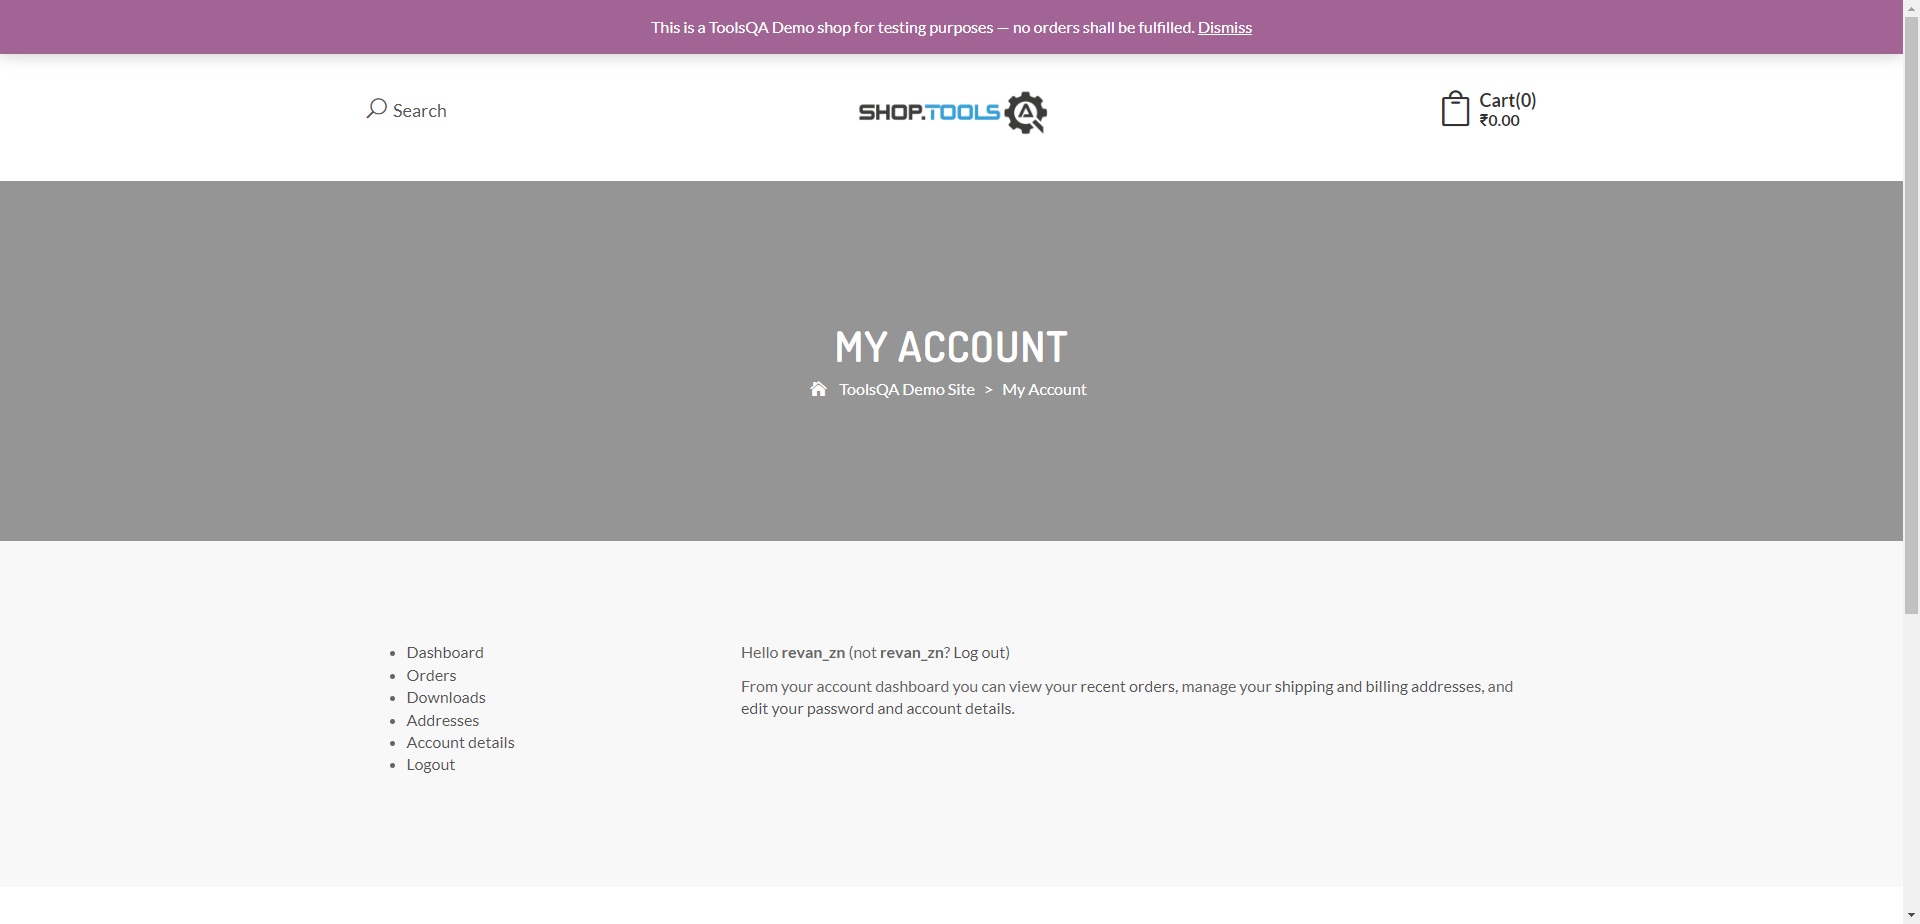 This is a ToolsQA Demo shop for testing purposes — no orders shall be fulfilled. Dismiss
Search
SHOP.TOOLS
Cart(0)
₹0.00
MY ACCOUNT
ToolsQA Demo Site > My Account
Dashboard
Orders
Downloads
Addresses
Account details
Logout
Hello revan_zn (not revan_zn? Log out)
From your account dashboard you can view your recent orders, manage your shipping and billing addresses, and
edit your password and account details.